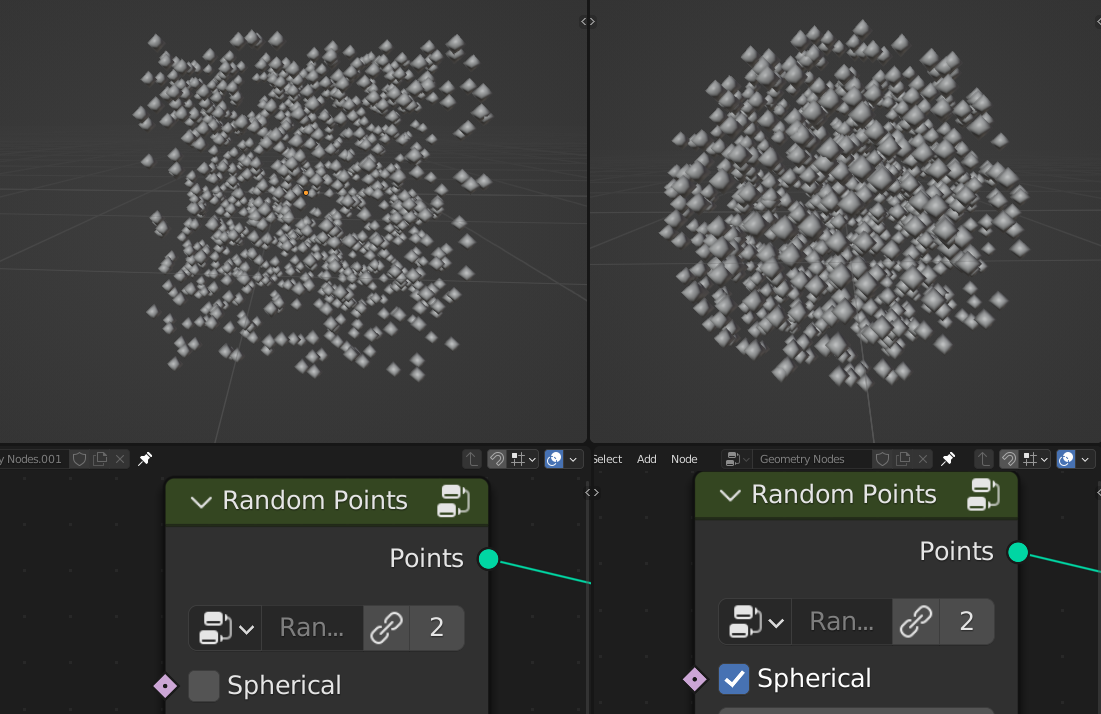 y Nodes.001
Select Add Node Geometry Nodes
Random Points
Random Points
Points
Points
Ran... 2
Ran... 2
Spherical
Spherical